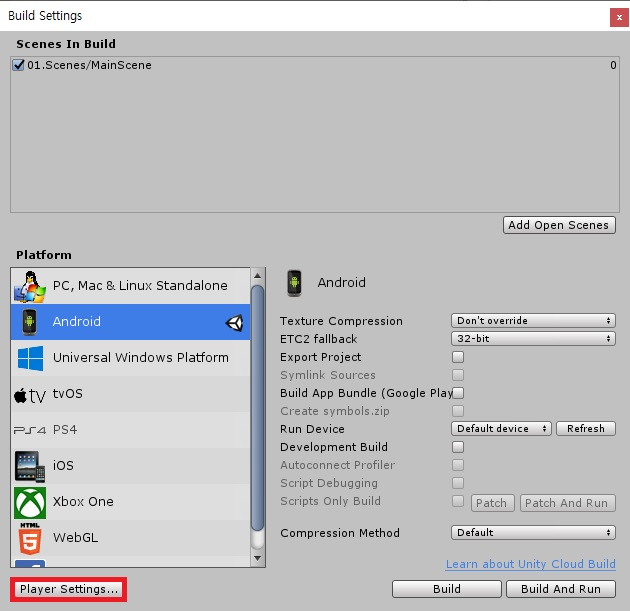 Build Settings
x
Scenes In Build
01.Scenes/MainScene 0
Add Open Scenes
Platform
PC, Mac & Linux Standalone
Android
Universal Windows Platform
tv tvOS
PS4 PS4
iOS
Xbox One
HTML
5 WebGL
f
Android
Texture Compression Don't override
ETC2 fallback 32-bit
Export Project
Symlink Sources
Build App Bundle (Google Play
Create symbols.zip
Run Device Default device Refresh
Development Build
Autoconnect Profiler
Script Debugging
Scripts Only Build Patch Patch And Run
Compression Method Default
Learn about Unity Cloud Build
Player Settings... Build Build And Run